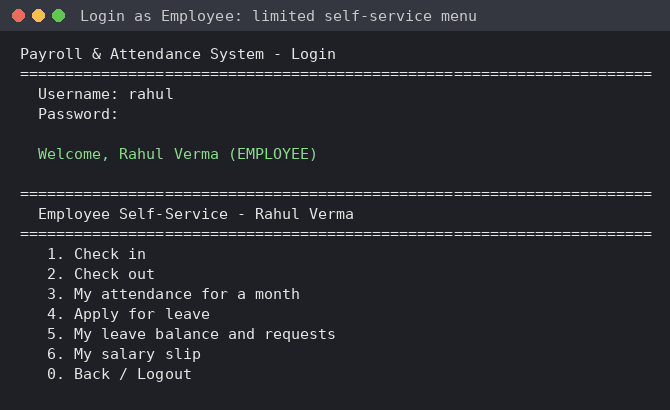 Login as Employee: limited self-service menu
Payroll & Attendance System - Login
======================================================================
Username: rahul
Password:
Welcome, Rahul Verma (EMPLOYEE)
======================================================================
Employee Self-Service - Rahul Verma
======================================================================
1. Check in
2. Check out
3. My attendance for a month
4. Apply for leave
5. My leave balance and requests
6. My salary slip
0. Back / Logout